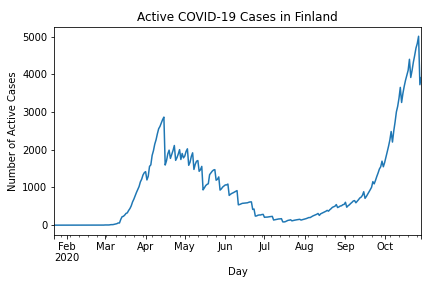 Active COVID-19 Cases in Finland
Number of Active Cases
5000
4000
3000
2000
1000
0
Feb Mar Apr May Jun Jul Aug Sep Oct
2020
Day